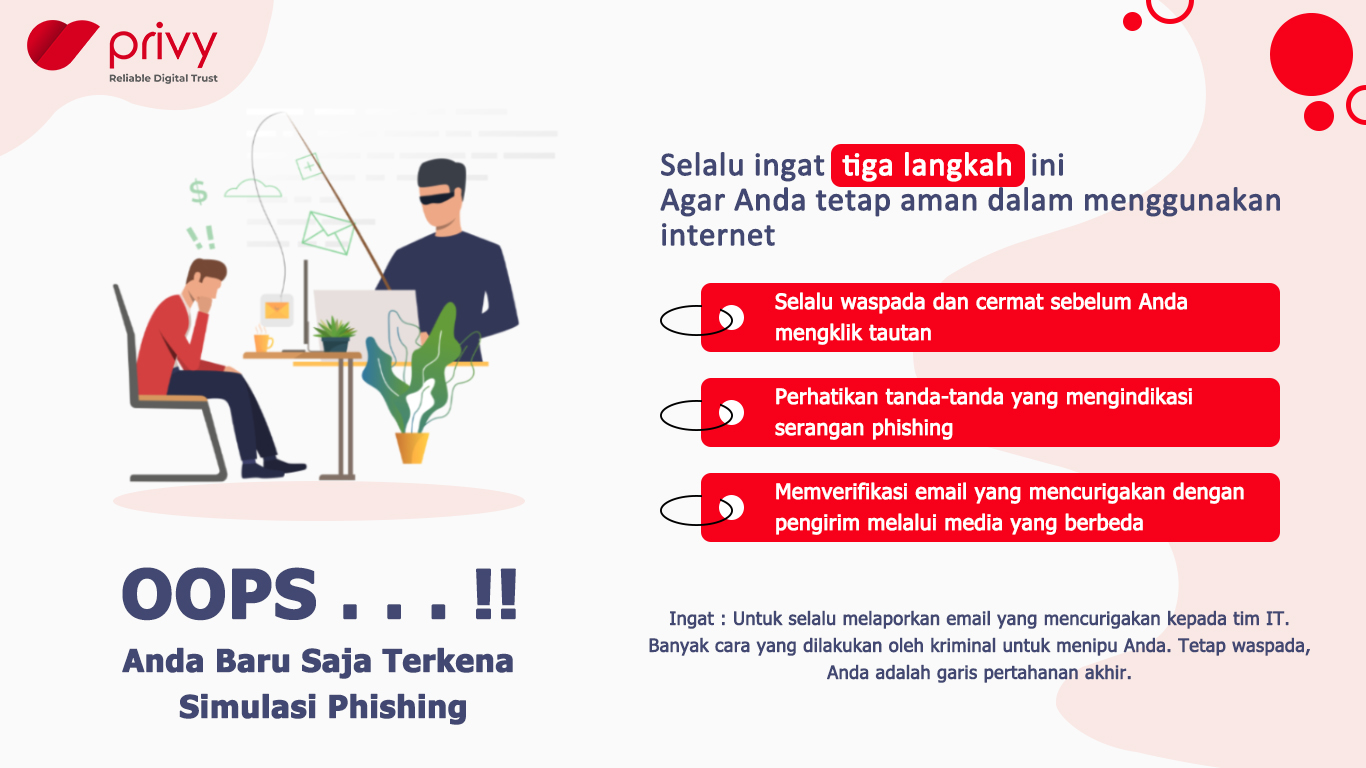 privy
Reliable Digital Trust
Selalu ingat tiga langkah ini
Agar Anda tetap aman dalam menggunakan
internet
Selalu waspada dan cermat sebelum Anda
mengklik tautan
Perhatikan tanda-tanda yang mengindikasi
serangan phishing
Memverifikasi email yang mencurigakan dengan
pengirim melalui media yang berbeda
OOPS . . . !!
Anda Baru Saja Terkena
Simulasi Phishing
Ingat : Untuk selalu melaporkan email yang mencurigakan kepada tim IT.
Banyak cara yang dilakukan oleh kriminal untuk menipu Anda. Tetap waspada,
Anda adalah garis pertahanan akhir.